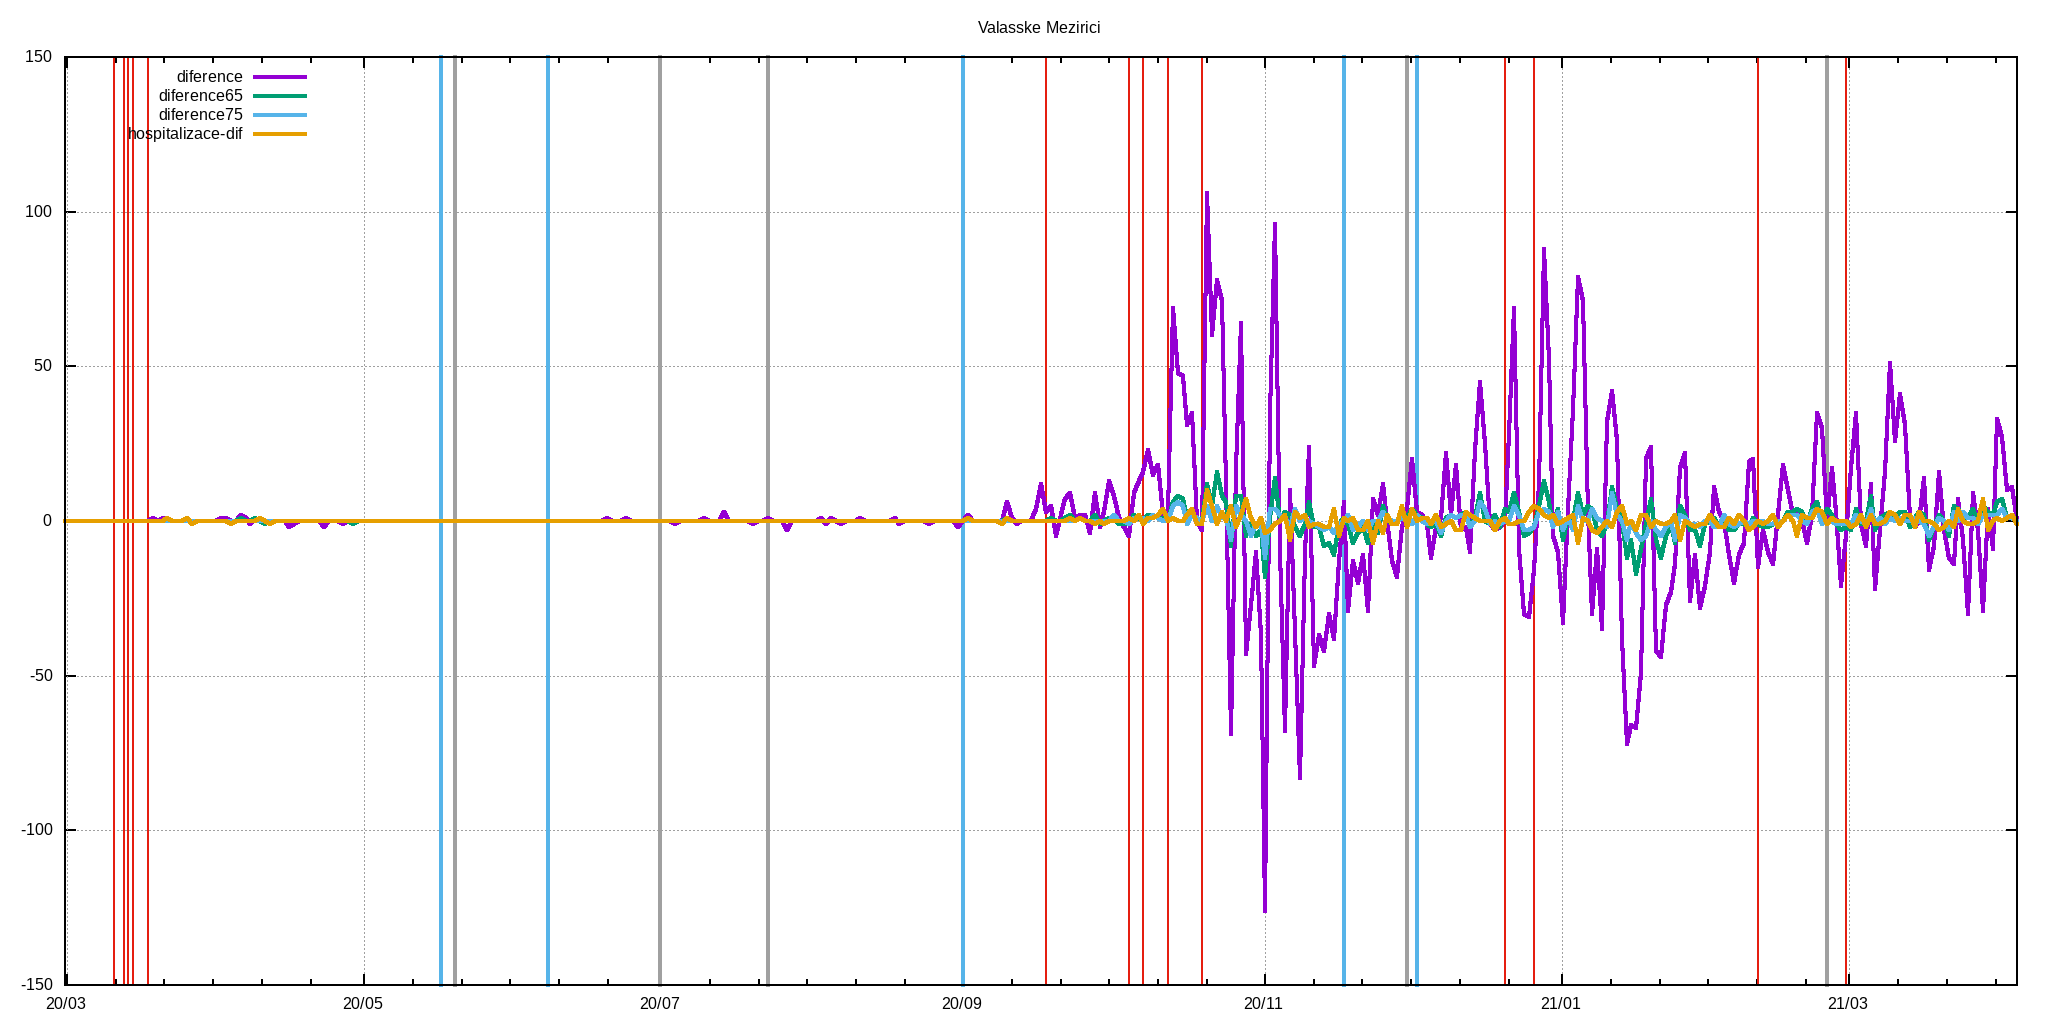 Valasske Mezirici
150
diference
diference65
diference75
hospitalizace-dif
100
50
0
-50
-100
-150
20/03 20/05 20/07 20/09 20/11 21/01 21/03